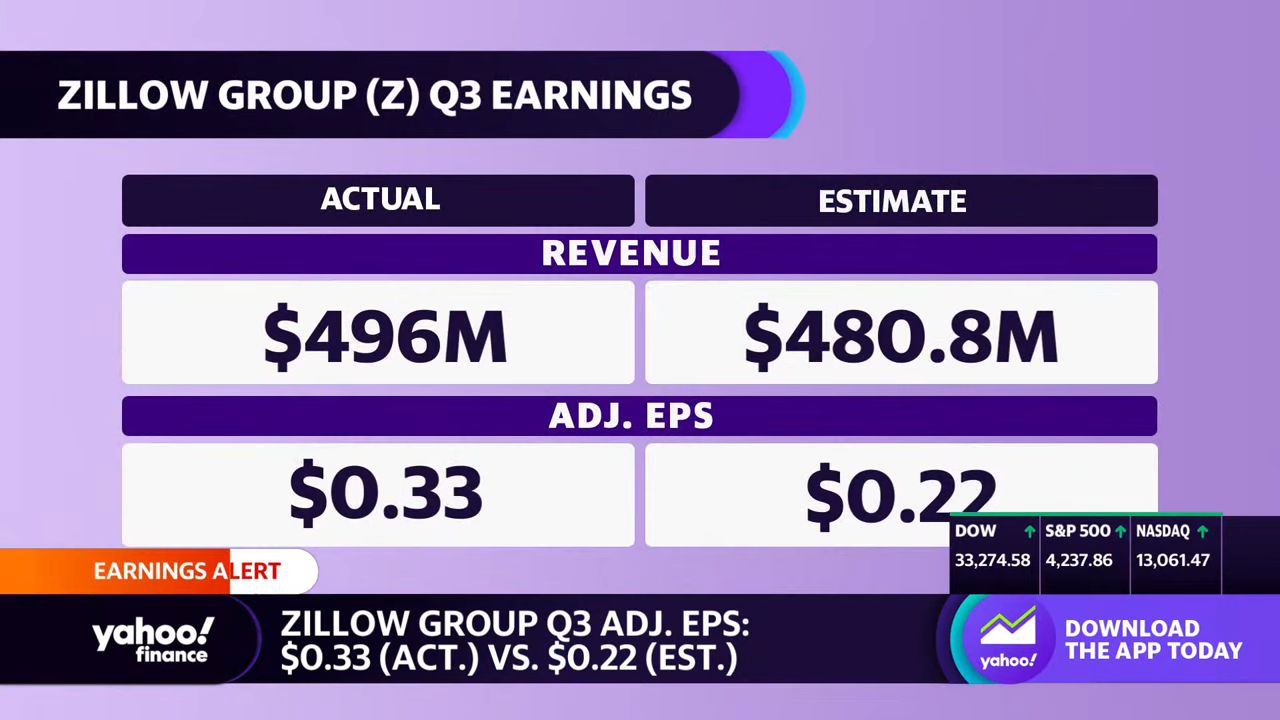 ZILLOW GROUP (Z) Q3 EARNINGS
ACTUAL
ESTIMATE
REVENUE
$496M
$480.8M
ADJ. EPS
$0.33
$0.22
DOW
33,274.58
S&P 500
4,237.86
NASDAQ
13,061.47
EARNINGS ALERT
yahoo!
finance
ZILLOW GROUP Q3 ADJ. EPS:
$0.33 (ACT.) VS. $0.22 (EST.)
yahoo!
DOWNLOAD
THE APP TODAY